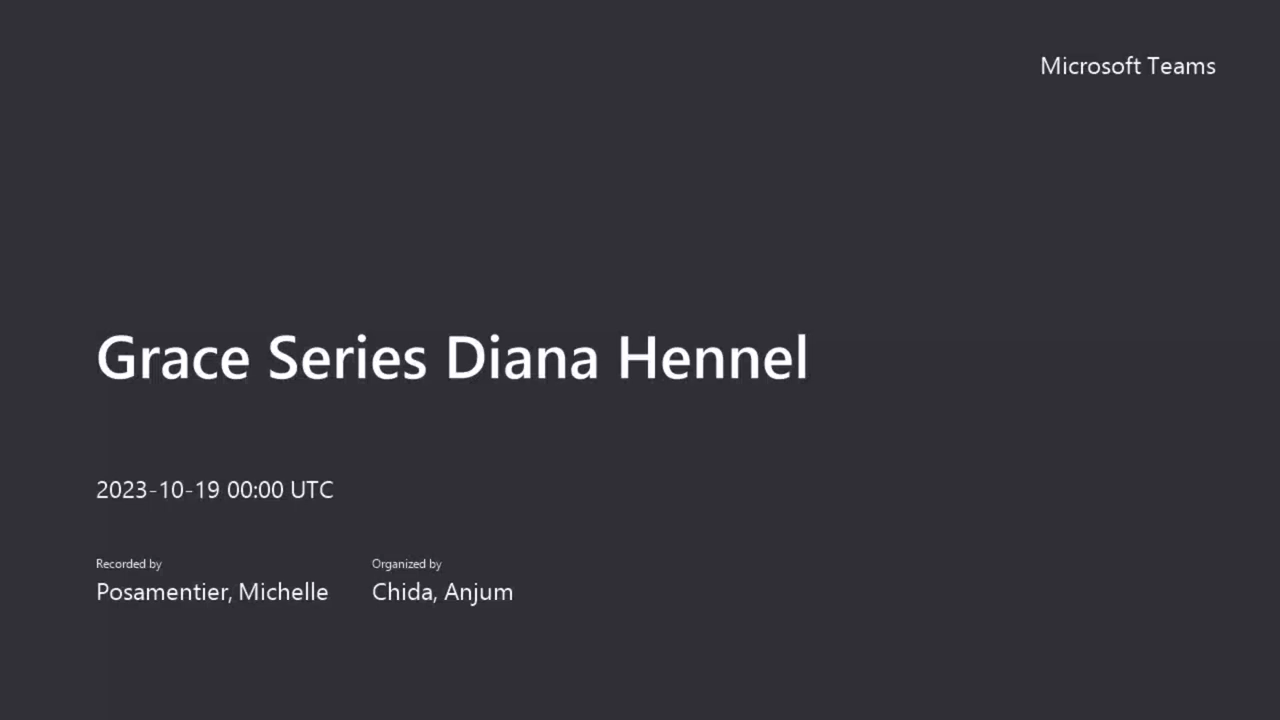 Microsoft Teams
Grace Series Diana Hennel
2023-10-19 00:00 UTC
Recorded by
Posamentier, Michelle
Organized by
Chida, Anjum